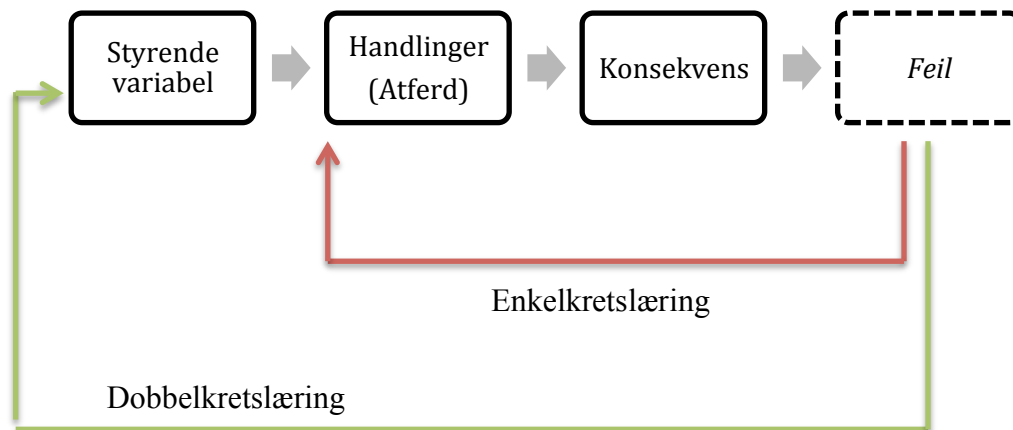 Styrende
variabel
Handlinger
(Atferd)
Konsekvens
Feil
Enkelkretslæring
Dobbelkretslæring